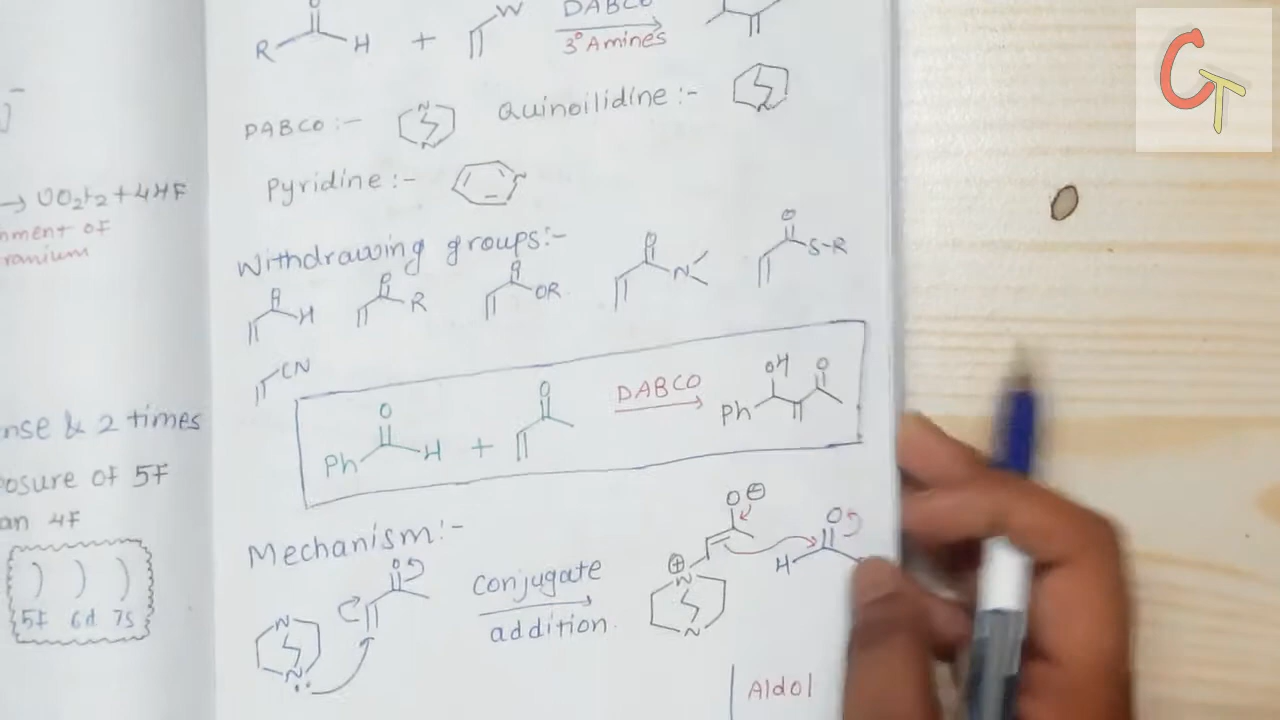 O
R H + W DABCO
3° Amines
DABCO :- N N Quinoilidine :- N
Pyridine :- N
Withdrawing groups:-
O H O R O OR O N O S-R
CN
O Ph H + O DABCO OH O Ph
Mechanism:-
N N O Conjugate addition. O ⊖ ⊕ N N H O
Aldol
→ UO2F2 + 4HF
nment of
ranium
nse & 2 times
osure of 5f
an 4f
5f 6d 7s
CT